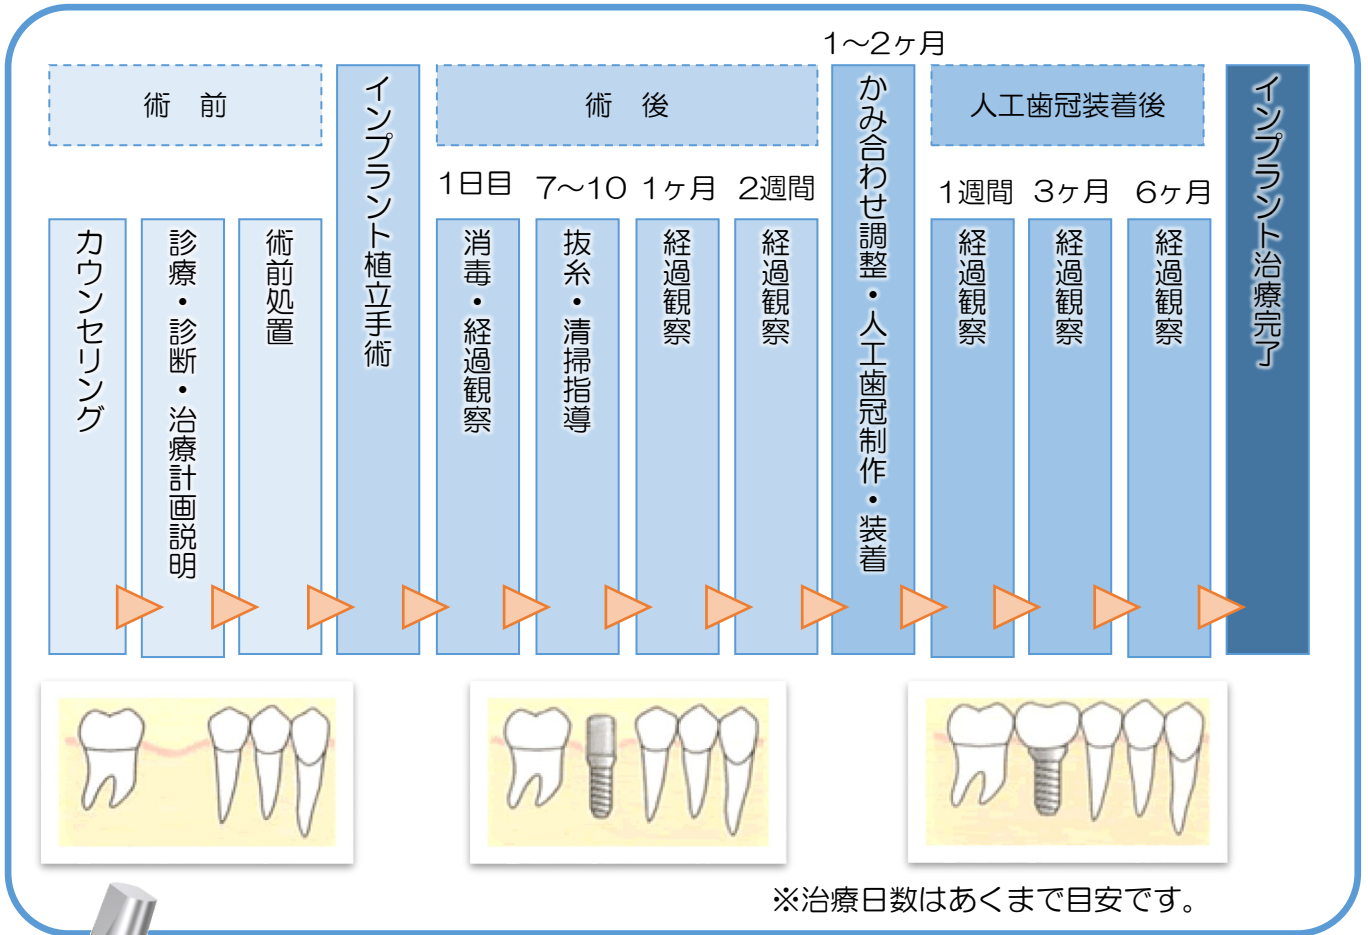 術 前
カウンセリング
診療・診断・治療計画説明
術前処置
インプラント植立手術
術 後
1日目
消毒・経過観察
7～10
抜糸・清掃指導
1ヶ月
経過観察
2週間
経過観察
1～2ヶ月
かみ合わせ調整・人工歯冠制作・装着
人工歯冠装着後
1週間
経過観察
3ヶ月
経過観察
6ヶ月
経過観察
インプラント治療完了
※治療日数はあくまで目安です。